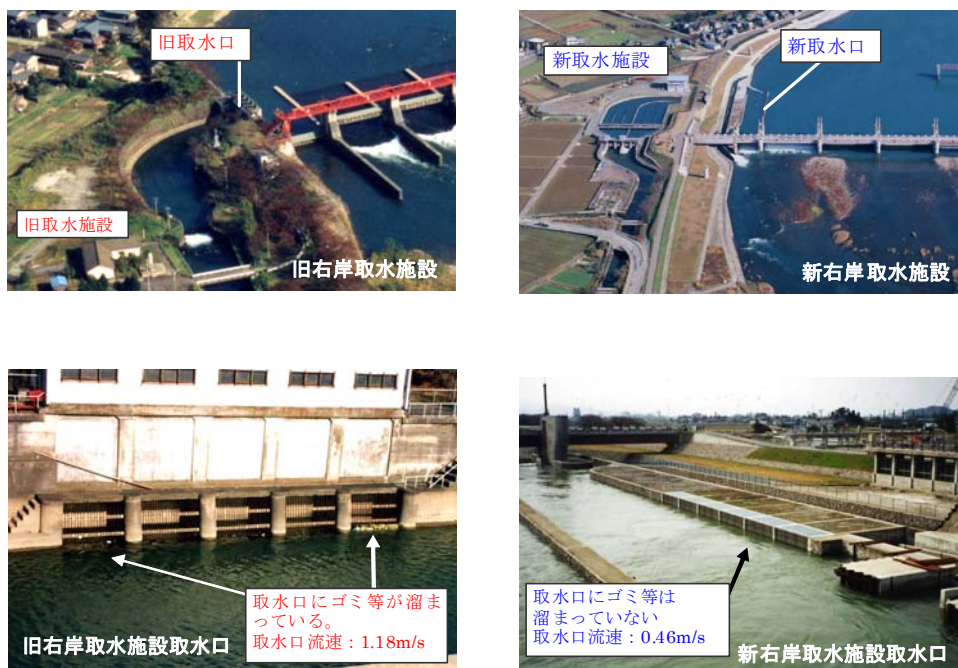 旧取水口
旧取水施設
旧右岸取水施設
新取水施設
新取水口
新右岸取水施設
取水口にゴミ等が溜ま
っている。
取水口流速：1.18m/s
旧右岸取水施設取水口
取水口にゴミ等は
溜まっていない
取水口流速：0.46m/s
新右岸取水施設取水口